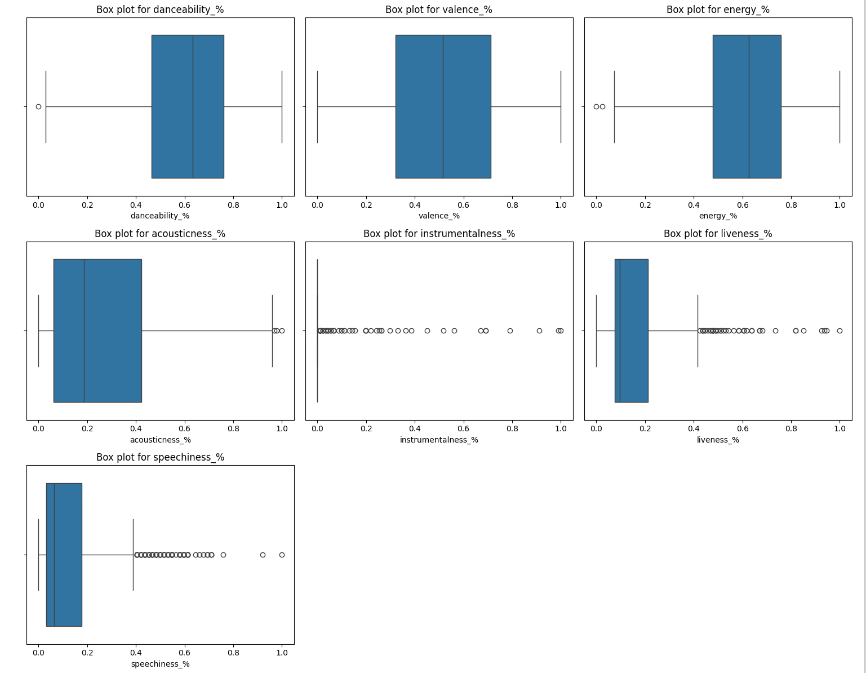 Box plot for danceability_%
Box plot for valence_%
Box plot for energy_%
0.0 0.2 0.4 0.6 0.8 1.0
0.0 0.2 0.4 0.6 0.8 1.0
0.0 0.2 0.4 0.6 0.8 1.0
danceability_%
valence_%
energy_%
Box plot for acousticness_%
Box plot for instrumentalness_%
Box plot for liveness_%
0.0 0.2 0.4 0.6 0.8 1.0
0.0 0.2 0.4 0.6 0.8 1.0
0.0 0.2 0.4 0.6 0.8 1.0
acousticness_%
instrumentalness_%
liveness_%
Box plot for speechiness_%
0.0 0.2 0.4 0.6 0.8 1.0
speechiness_%